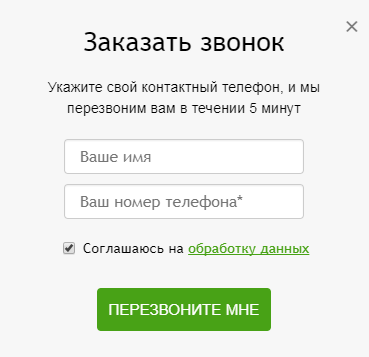 Заказать звонок
Укажите свой контактный телефон, и мы
перезвоним вам в течении 5 минут
Ваше имя
Ваш номер телефона*
Соглашаюсь на обработку данных
ПЕРЕЗВОНИТЕ МНЕ